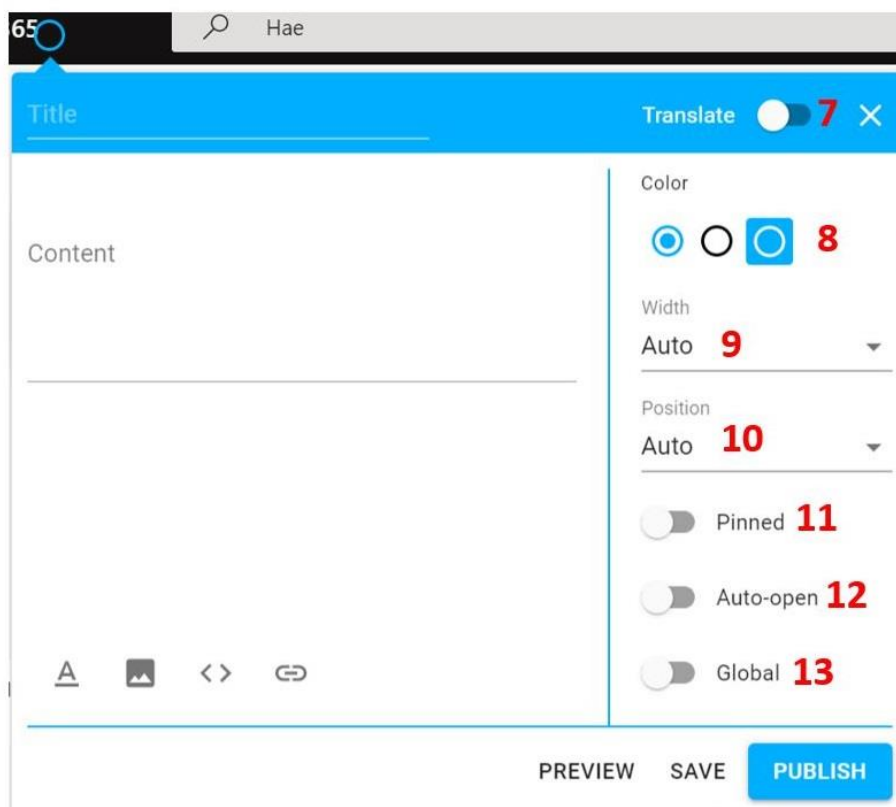 65
Hae
Title
Translate 7
Color
8
Content
Width
Auto 9
Position
Auto 10
Pinned 11
Auto-open 12
Global 13
A
PREVIEW SAVE PUBLISH